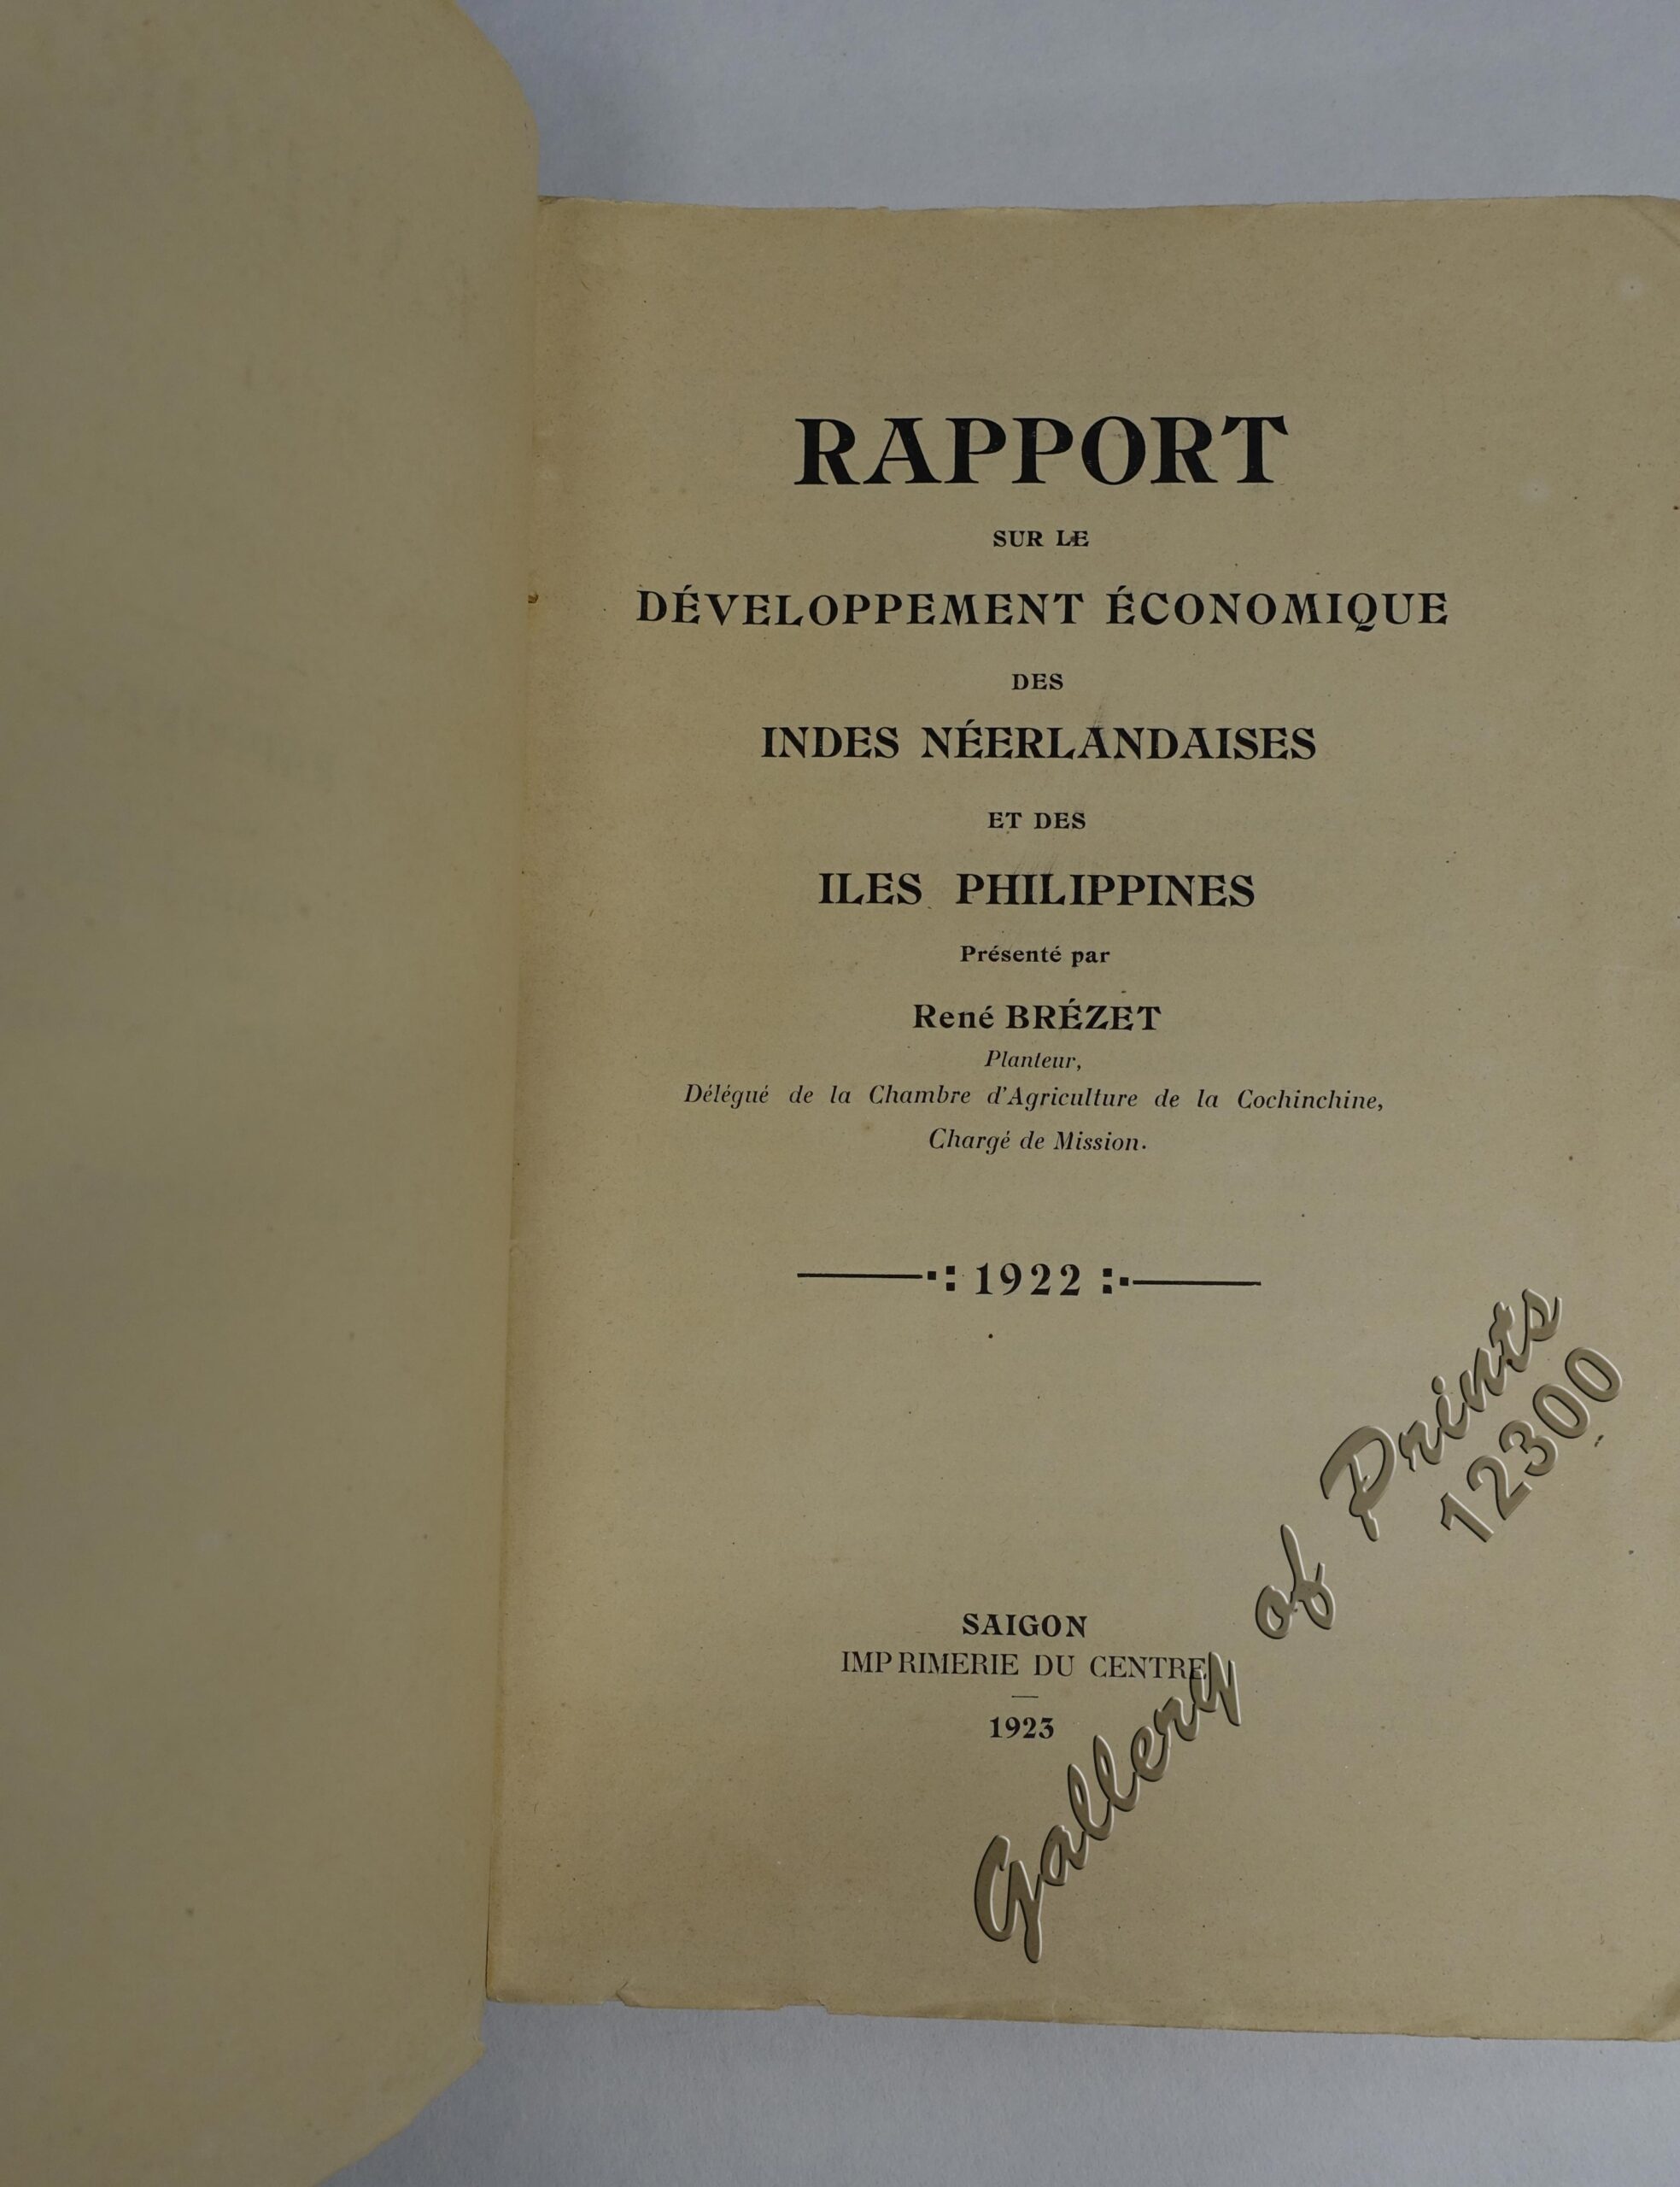 RAPPORT
SUR LE
DÉVELOPPEMENT ÉCONOMIQUE
DES
INDES NÉERLANDAISES
ET DES
ILES PHILIPPINES
Présenté par
René BRÉZET
Planteur,
Délégué de la Chambre d'Agriculture de la Cochinchine,
Chargé de Mission.
1922
SAIGON
IMPRIMERIE DU CENTRE
1923
Gallery of Prints
12300